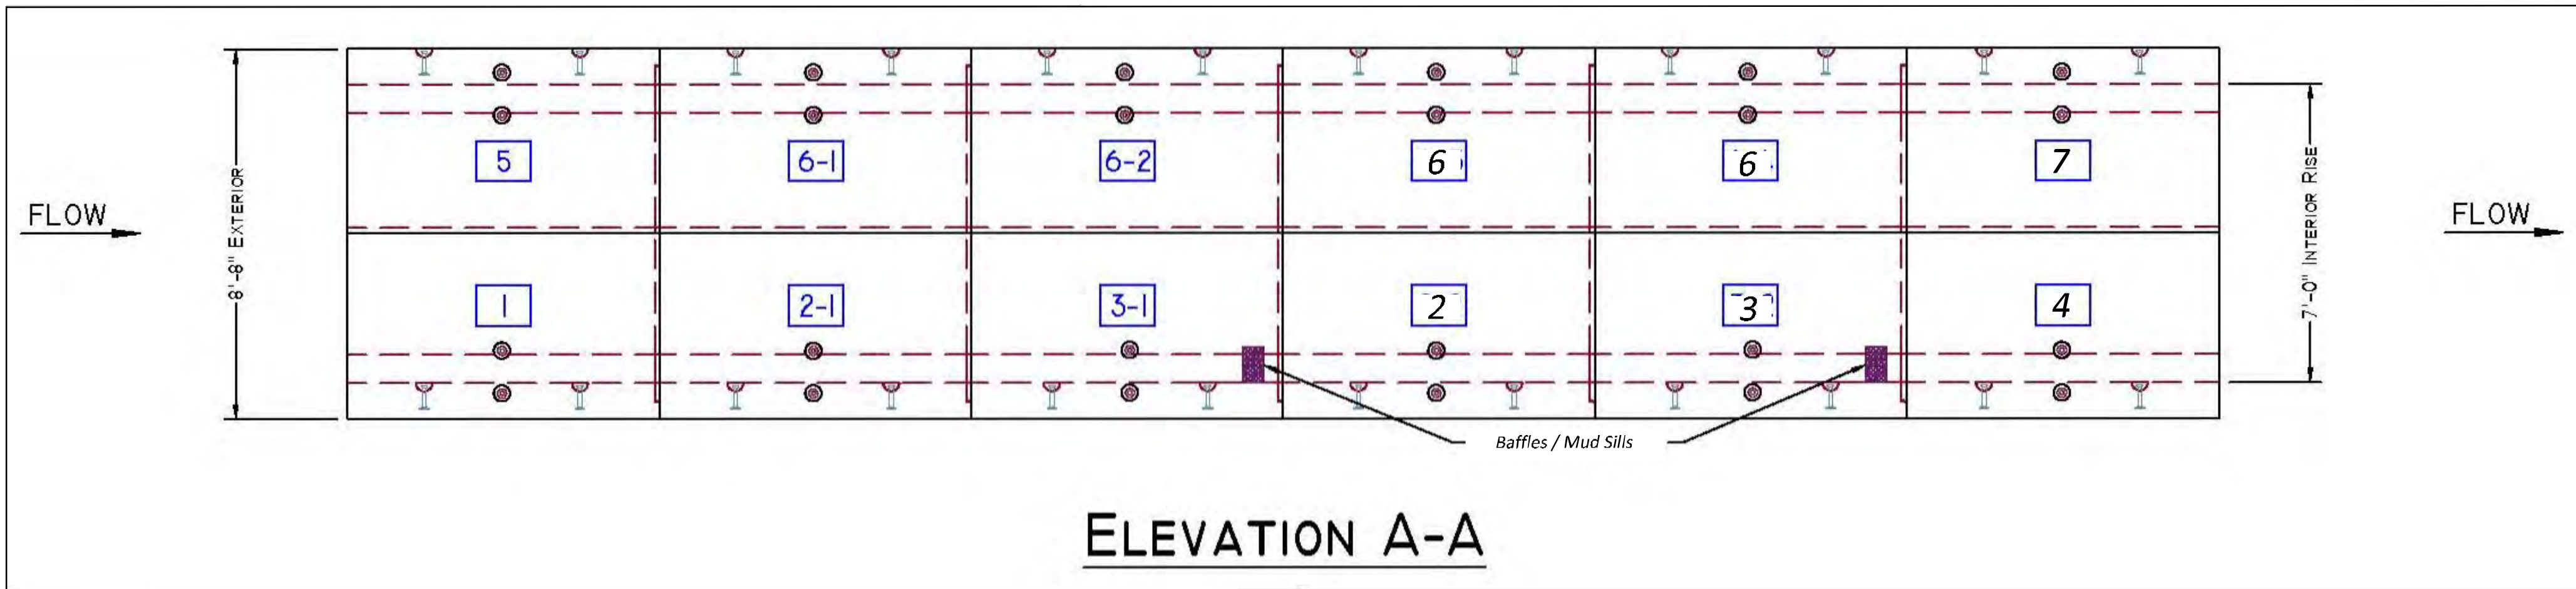 5
6-1
6-2
6
6
7
8'-8" EXTERIOR
7'-0" INTERIOR RISE
FLOW
FLOW
1
2-1
3-1
2
3
4
Baffles / Mud Sills
ELEVATION A-A